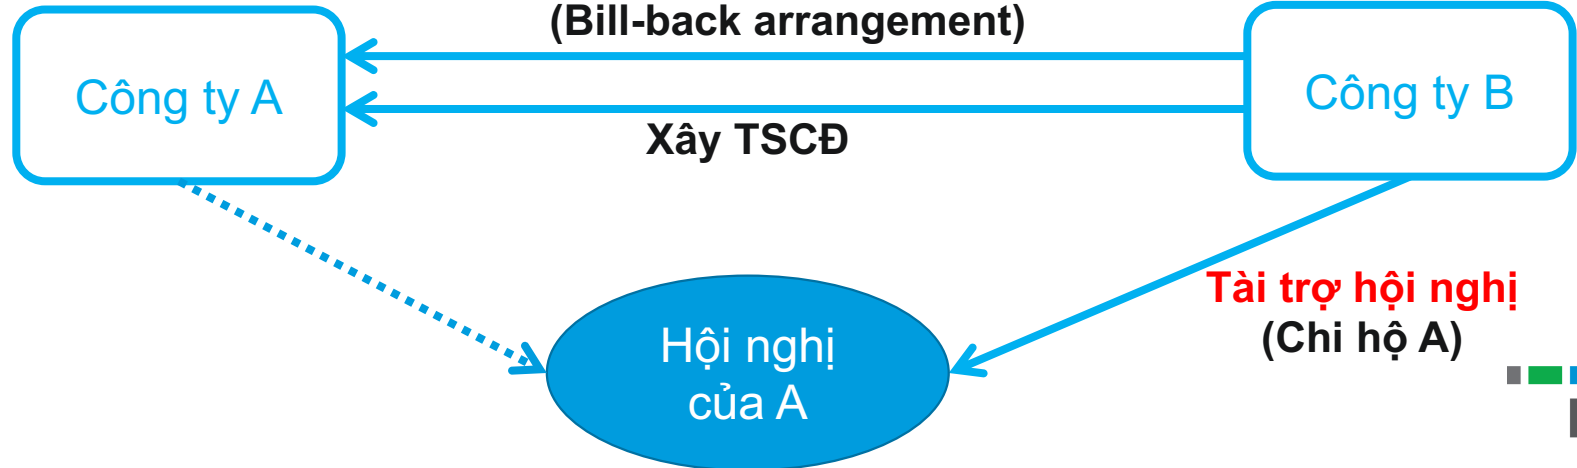 (Bill-back arrangement)
Công ty A
Công ty B
Xây TSCĐ
Tài trợ hội nghị
(Chi hộ A)
Hội nghị
của A